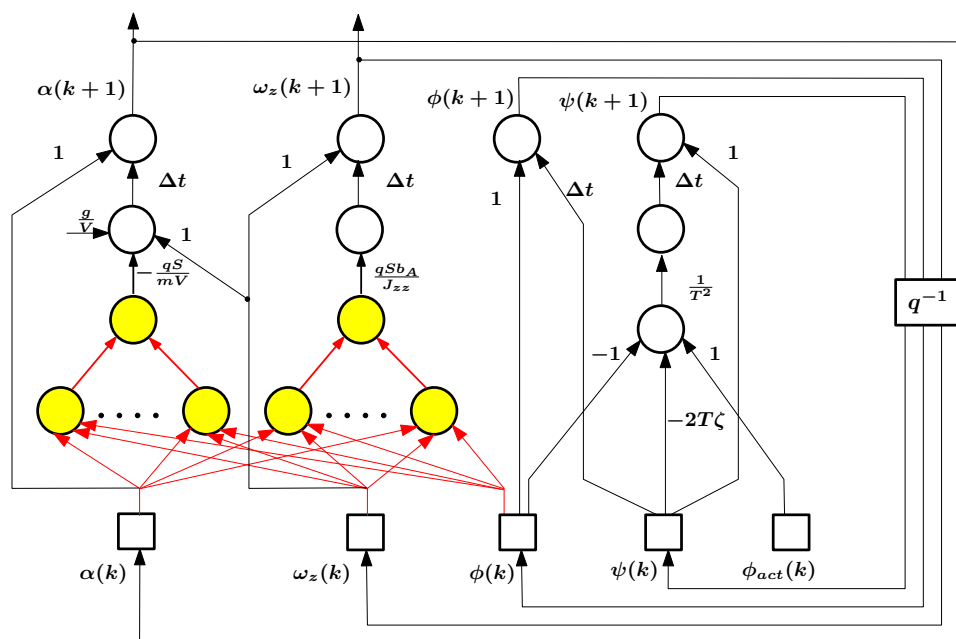 α(k + 1)
ω_z(k + 1)
ϕ(k + 1)
ψ(k + 1)
1
1
1
Δt
Δt
Δt
Δt
1
g/V
1
−qS/mV
qSb_A/J_zz
1/T²
q⁻¹
−1
1
. . . .
. . . .
−2Tζ
α(k)
ω_z(k)
ϕ(k)
ψ(k)
ϕ_act(k)